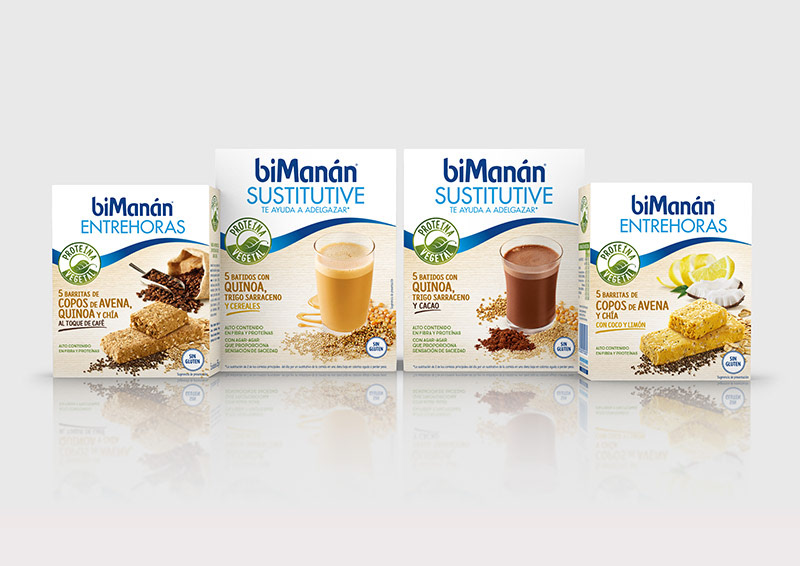 biManán
ENTREHORAS
PROTEÍNA
VEGETAL
5 BARRITAS DE
COPOS DE AVENA,
QUINOA Y CHÍA
AL TOQUE DE CAFÉ
ALTO CONTENIDO
EN FIBRA Y PROTEÍNAS
SIN
GLUTEN
biManán
SUSTITUTIVE
TE AYUDA A ADELGAZAR*
PROTEÍNA
VEGETAL
5 BATIDOS CON
QUINOA,
TRIGO SARRACENO
Y CEREALES
ALTO CONTENIDO
EN FIBRA Y PROTEÍNAS
CON AGAR-AGAR
QUE PROPORCIONA
SENSACIÓN DE SACIEDAD
biManán
SUSTITUTIVE
TE AYUDA A ADELGAZAR*
PROTEÍNA
VEGETAL
5 BATIDOS CON
QUINOA,
TRIGO SARRACENO
Y CACAO
ALTO CONTENIDO
EN FIBRA Y PROTEÍNAS
CON AGAR-AGAR
QUE PROPORCIONA
SENSACIÓN DE SACIEDAD
SIN
GLUTEN
biManán
ENTREHORAS
PROTEÍNA
VEGETAL
5 BARRITAS DE
COPOS DE AVENA
Y CHÍA
CON COCO Y LIMÓN
ALTO CONTENIDO
EN FIBRA Y PROTEÍNAS
SIN
GLUTEN